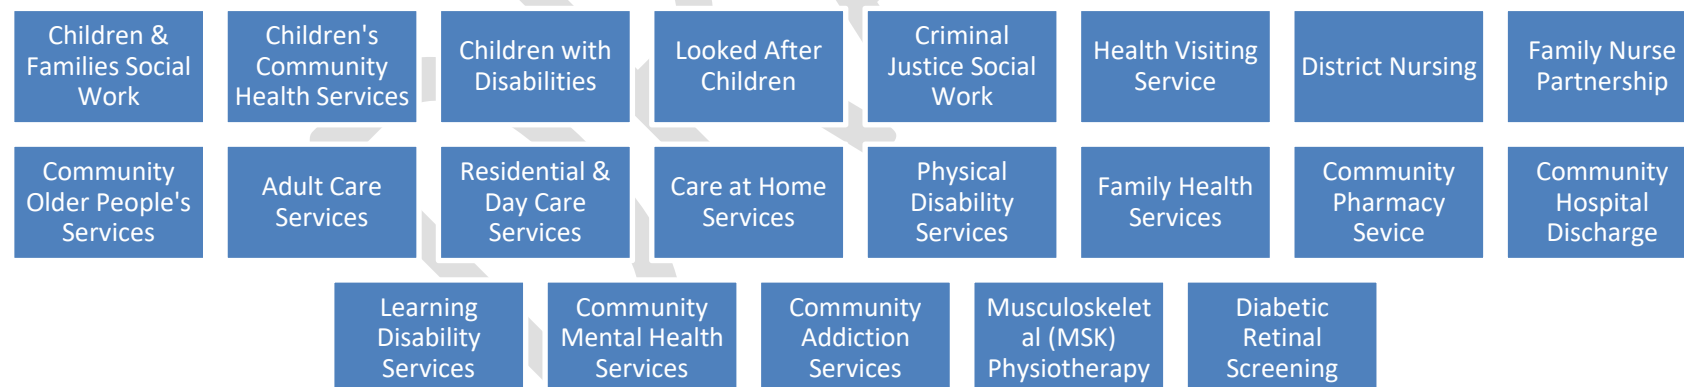 Children &
Families Social
Work
Children's
Community
Health Services
Children with
Disabilities
Looked After
Children
Criminal
Justice Social
Work
Health Visiting
Service
District Nursing
Family Nurse
Partnership
Community
Older People's
Services
Adult Care
Services
Residential &
Day Care
Services
Care at Home
Services
Physical
Disability
Services
Family Health
Services
Community
Pharmacy
Sevice
Community
Hospital
Discharge
Learning
Disability
Services
Community
Mental Health
Services
Community
Addiction
Services
Musculoskelet
al (MSK)
Physiotherapy
Diabetic
Retinal
Screening